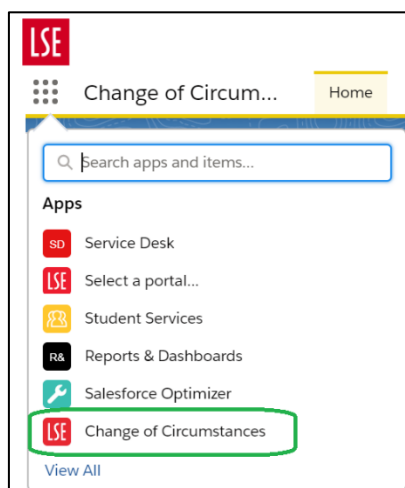 LSE
Change of Circum... Home
Search apps and items...
Apps
SD Service Desk
LSE Select a portal...
Student Services
R& Reports & Dashboards
Salesforce Optimizer
LSE Change of Circumstances
View All